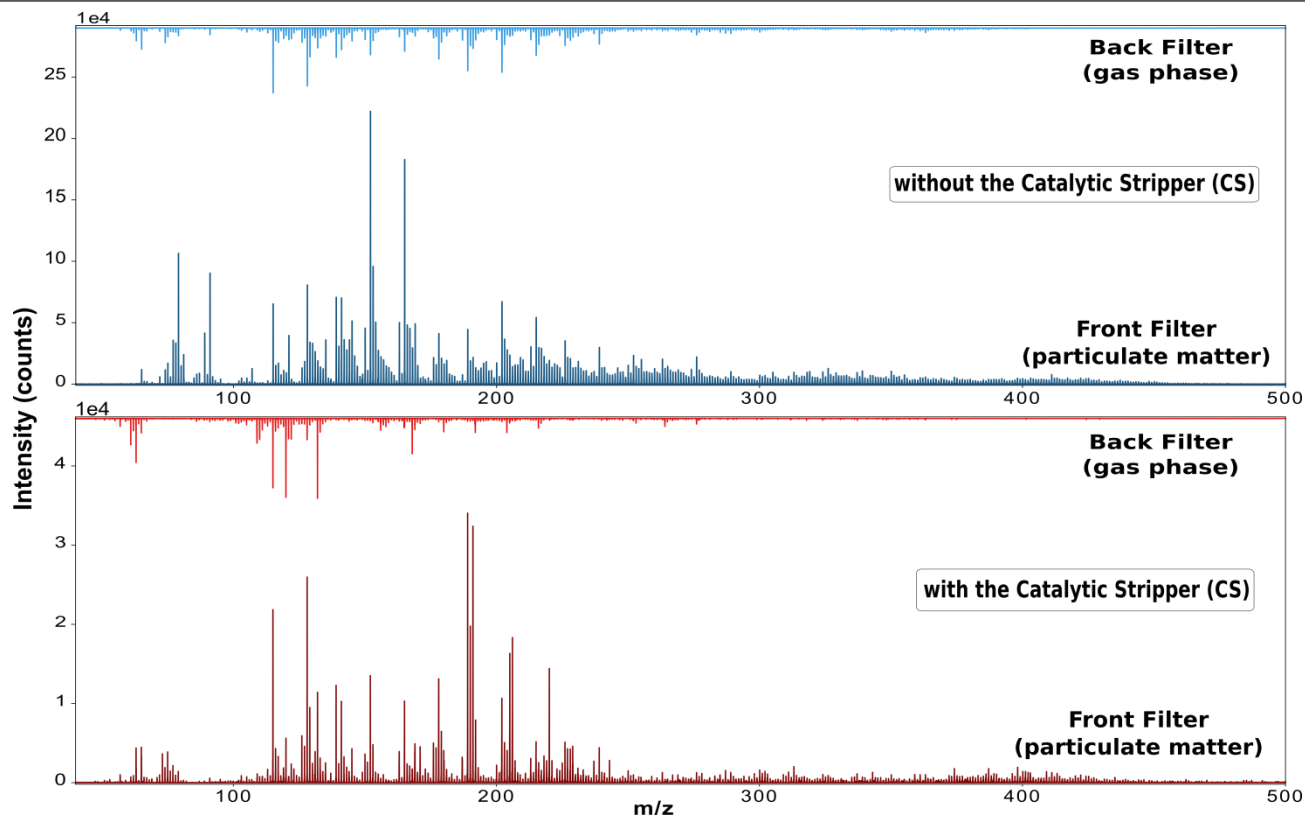 1e4
Back Filter
(gas phase)
25
20
without the Catalytic Stripper (CS)
15
10
5
Front Filter
(particulate matter)
0
100
200
300
400
500
Intensity (counts)
1e4
Back Filter
(gas phase)
4
3
with the Catalytic Stripper (CS)
2
1
Front Filter
(particulate matter)
0
100
200
300
400
500
m/z